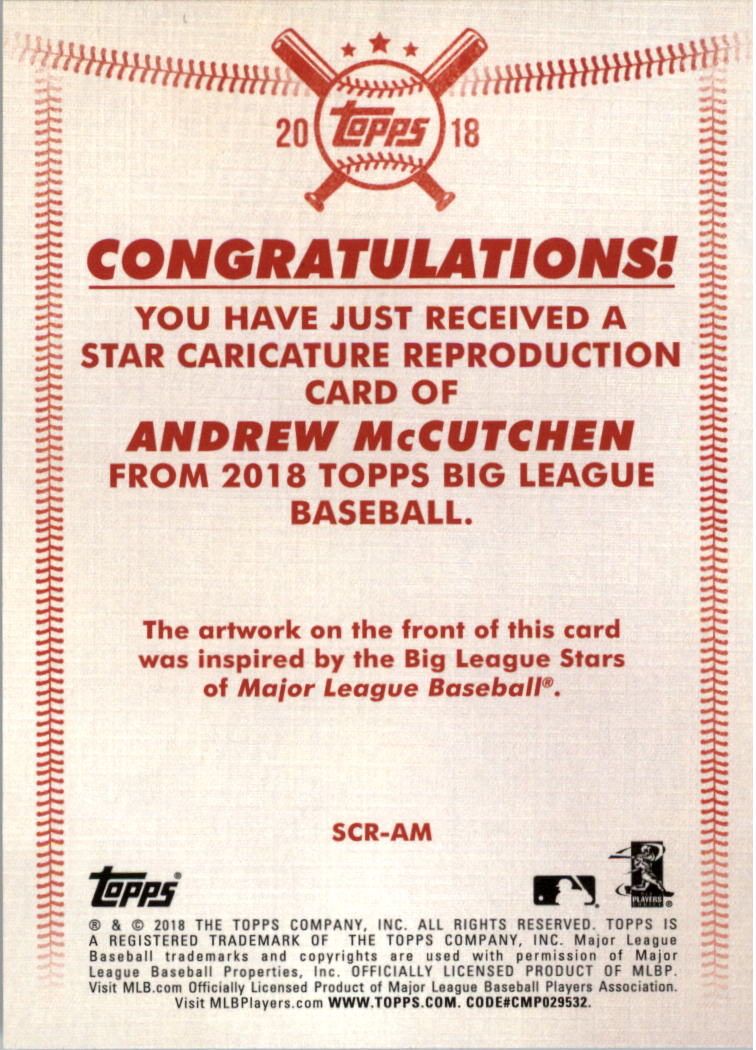 20 TOPPS 18
CONGRATULATIONS!
YOU HAVE JUST RECEIVED A
STAR CARICATURE REPRODUCTION
CARD OF
ANDREW McCUTCHEN
FROM 2018 TOPPS BIG LEAGUE
BASEBALL.
The artwork on the front of this card
was inspired by the Big League Stars
of Major League Baseball®.
SCR-AM
TOPPS®
PLAYERS
® & © 2018 THE TOPPS COMPANY, INC. ALL RIGHTS RESERVED. TOPPS IS
A REGISTERED TRADEMARK OF THE TOPPS COMPANY, INC. Major League
Baseball trademarks and copyrights are used with permission of Major
League Baseball Properties, Inc. OFFICIALLY LICENSED PRODUCT OF MLBP.
Visit MLB.com Officially Licensed Product of Major League Baseball Players Association.
Visit MLBPlayers.com WWW.TOPPS.COM. CODE#CMP029532.